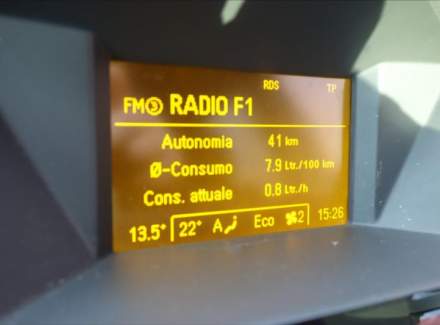 RDS TP
FM3 RADIO F1
Autonomia 41 km
Ø-Consumo 7.9 Ltr./100 km
Cons. attuale 0.8 Ltr./h
13.5° 22° A Eco 2 15:26